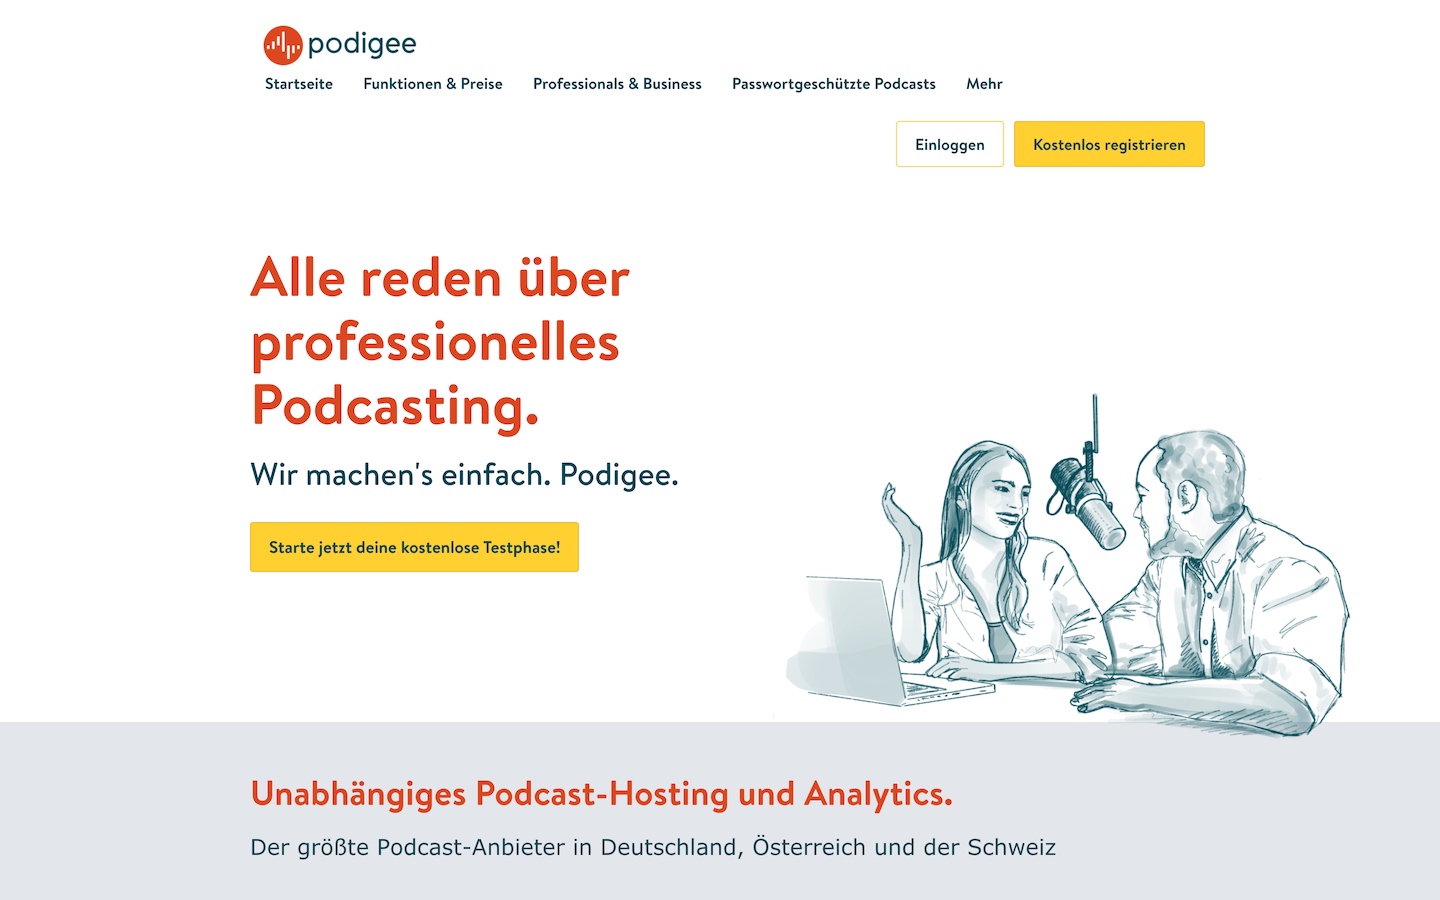 podigee
Startseite Funktionen & Preise Professionals & Business Passwortgeschützte Podcasts Mehr
Einloggen Kostenlos registrieren
Alle reden über
professionelles
Podcasting.
Wir machen's einfach. Podigee.
Starte jetzt deine kostenlose Testphase!
Unabhängiges Podcast-Hosting und Analytics.
Der größte Podcast-Anbieter in Deutschland, Österreich und der Schweiz